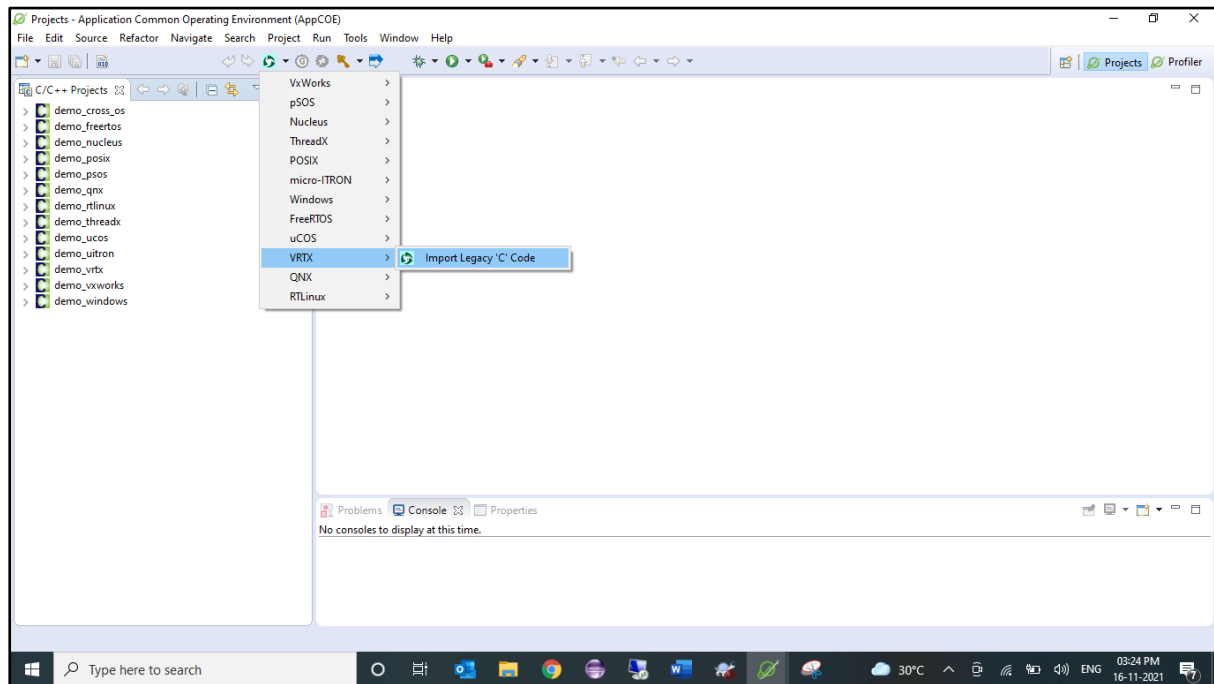 Projects - Application Common Operating Environment (AppCOE)
File Edit Source Refactor Navigate Search Project Run Tools Window Help
010
Projects Profiler
C/C++ Projects
demo_cross_os
demo_freertos
demo_nucleus
demo_posix
demo_psos
demo_qnx
demo_rtlinux
demo_threadx
demo_ucos
demo_uitron
demo_vrtx
demo_vxworks
demo_windows
VxWorks
pSOS
Nucleus
ThreadX
POSIX
micro-ITRON
Windows
FreeRTOS
uCOS
VRTX
QNX
RTLinux
Import Legacy 'C' Code
Problems Console Properties
No consoles to display at this time.
Type here to search
30°C ENG 03:24 PM
16-11-2021
7